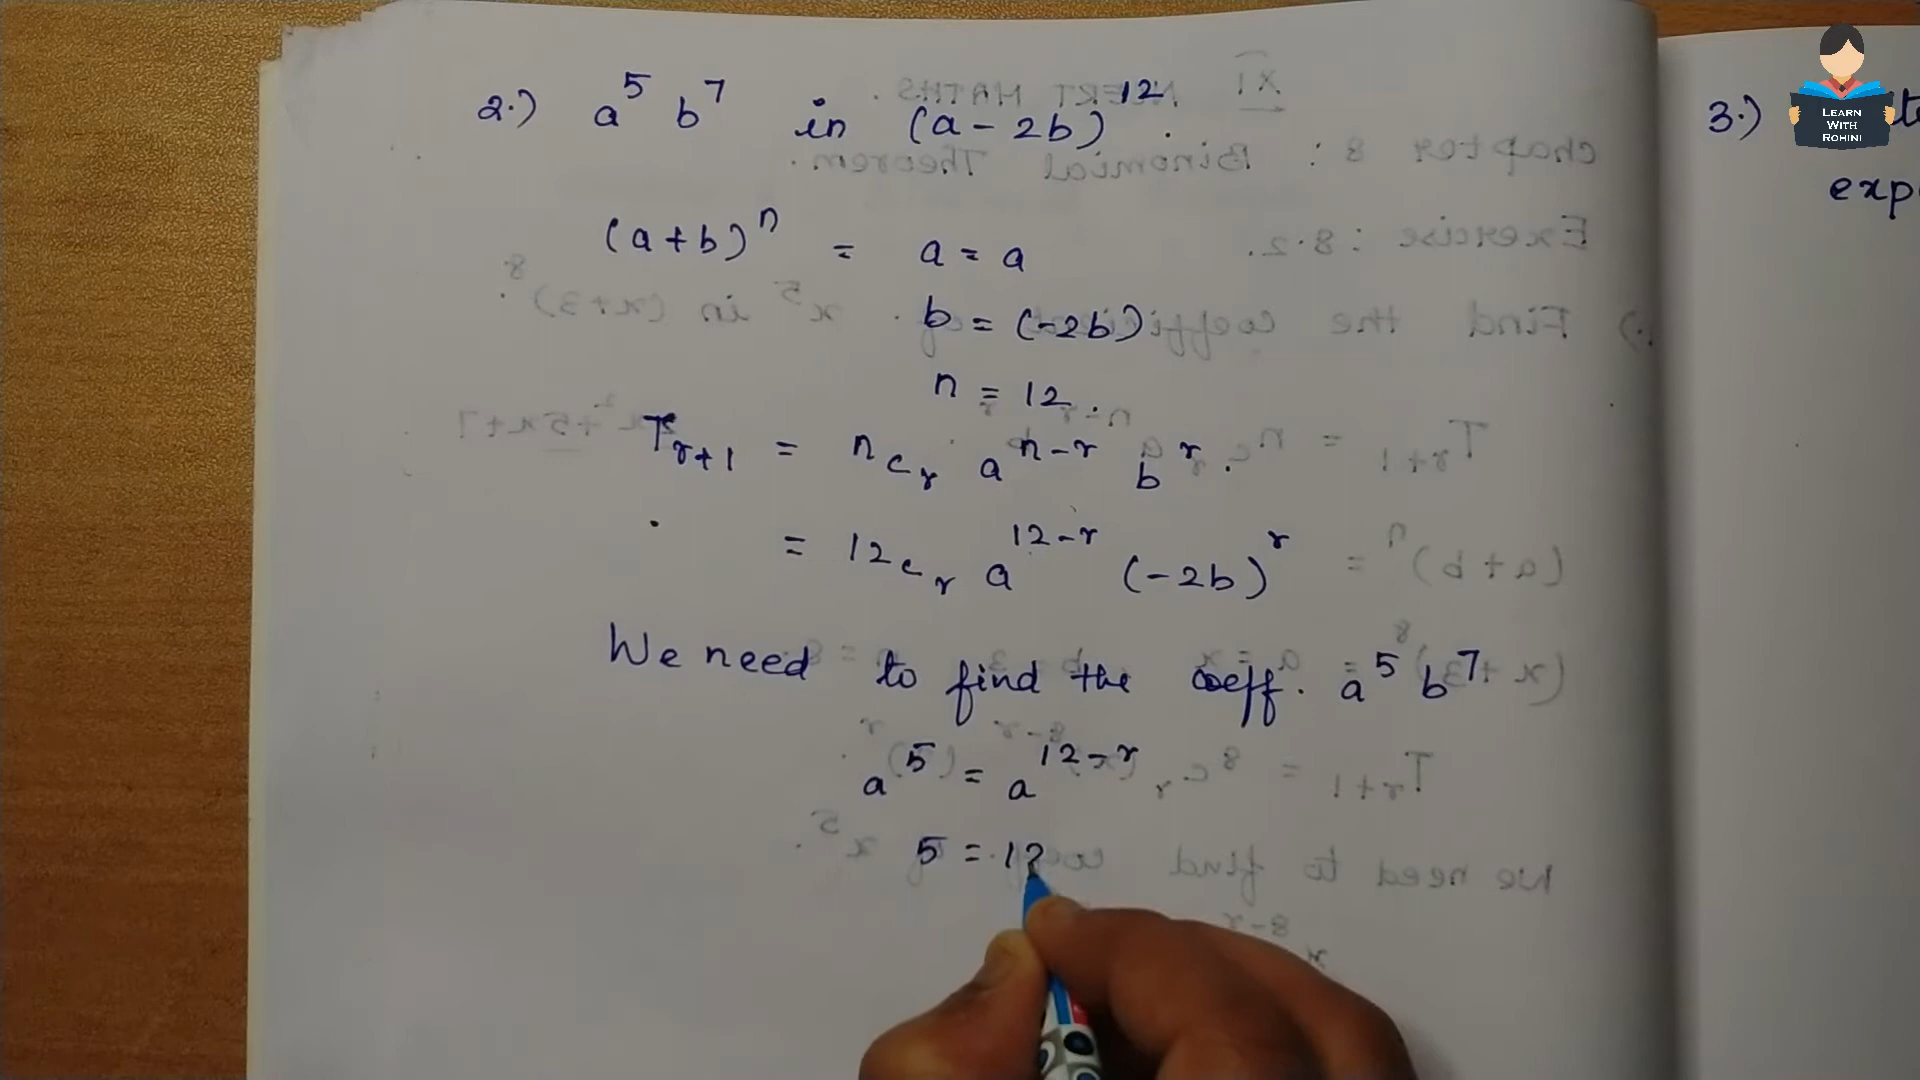 2.) a⁵ b⁷ in (a - 2b)¹² .
(a+b)ⁿ = a = a
b = (-2b)
n = 12 .
Tr+1 = nCr aⁿ⁻ʳ bʳ .
= 12Cr a¹²⁻ʳ (-2b)ʳ
We need to find the coeff. a⁵ b⁷
a⁽⁵⁾ = a¹²⁻ʳ
5 = 12
3.)
exp
LEARN
WITH
ROHINI